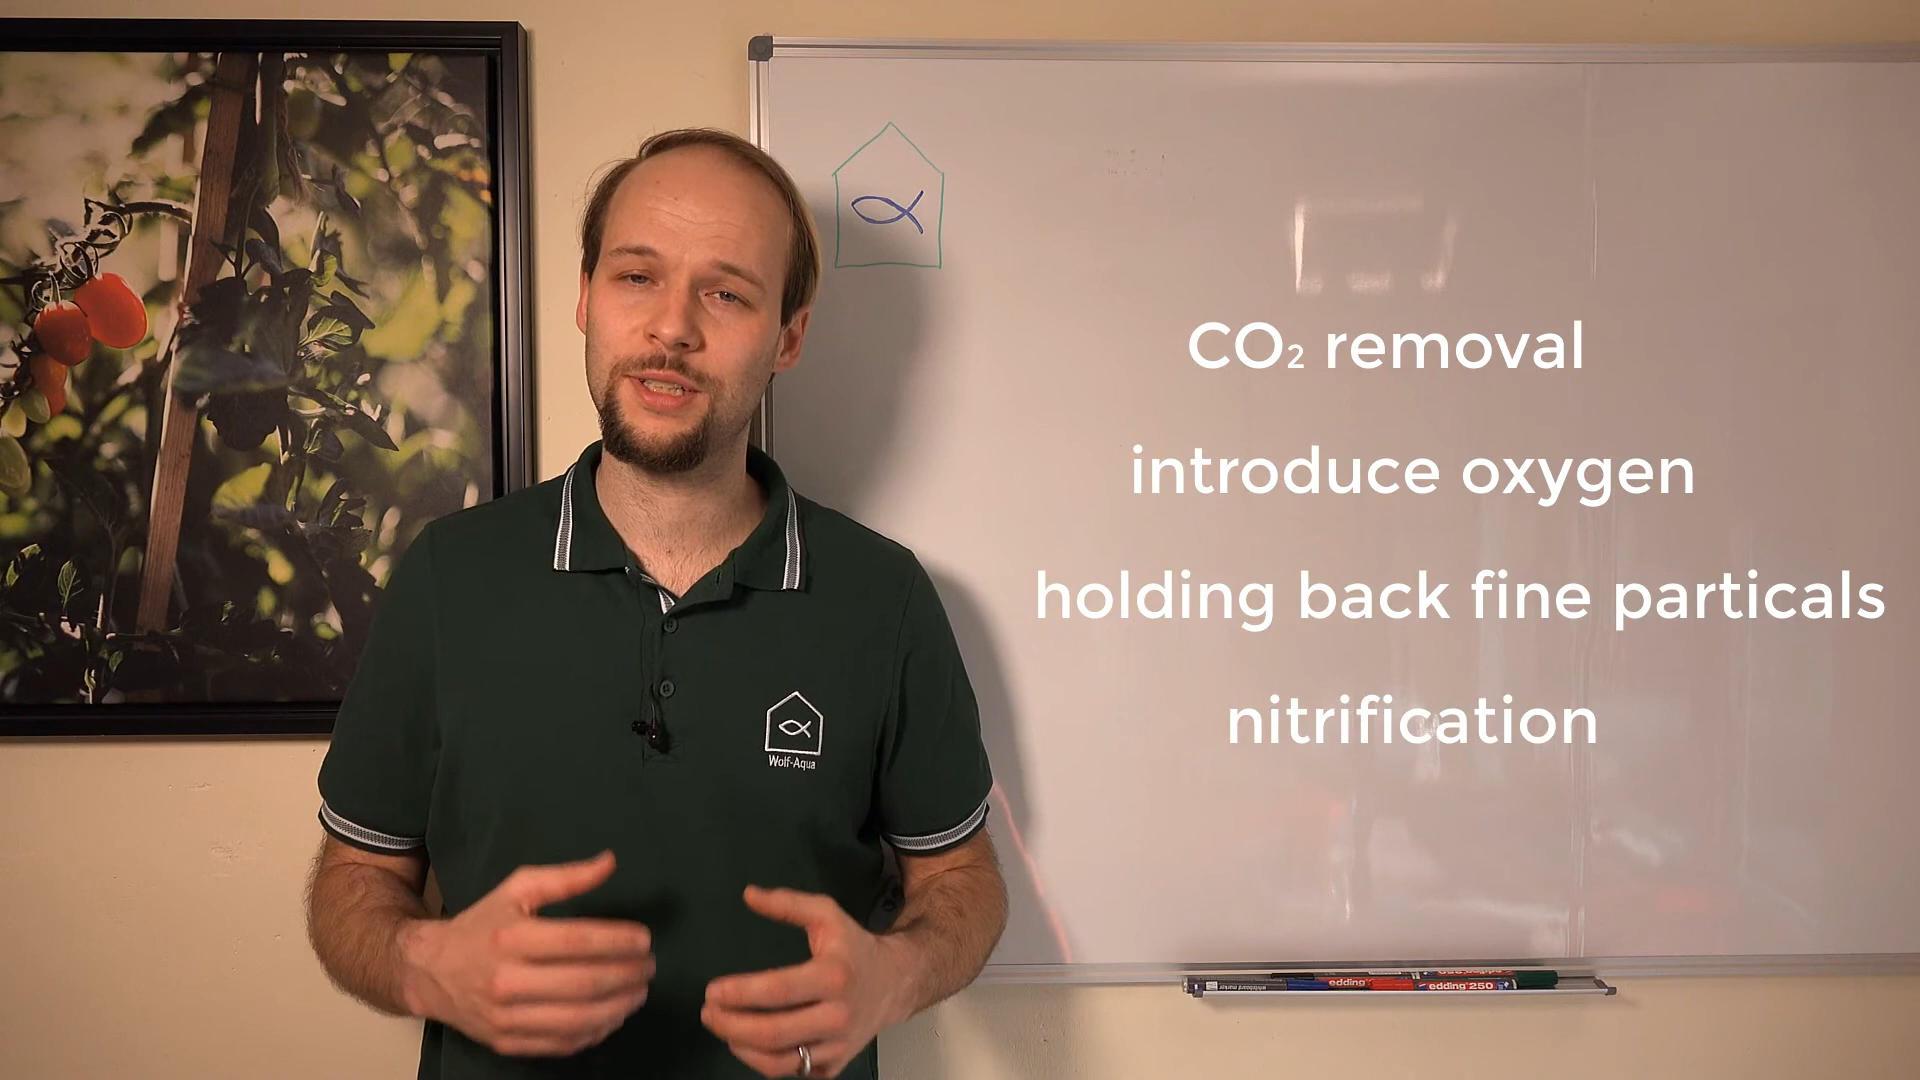 CO₂ removal
introduce oxygen
holding back fine particals
nitrification
Wolf-Aqua
edding
edding 250